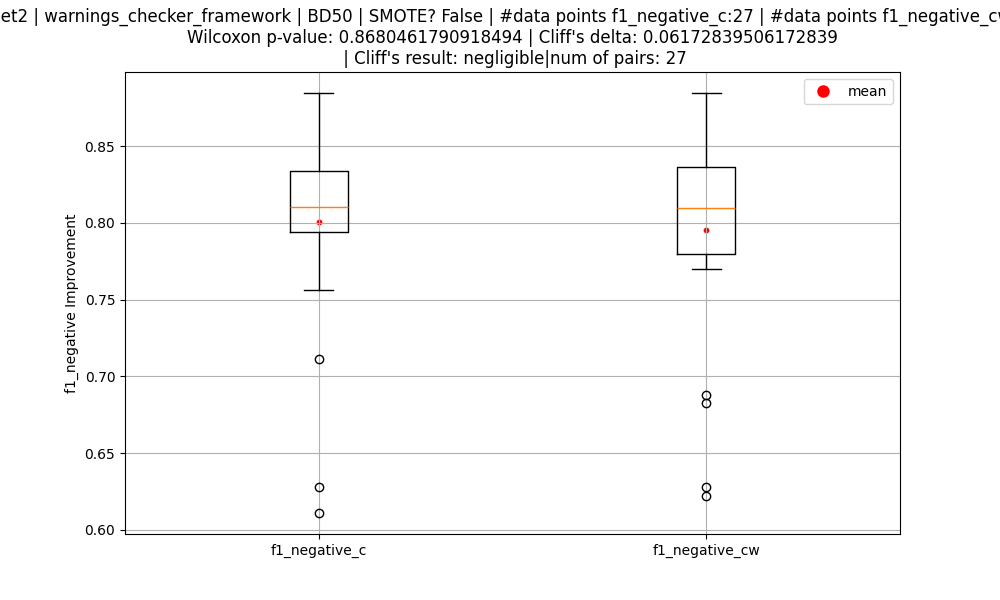 et2 | warnings_checker_framework | BD50 | SMOTE? False | #data points f1_negative_c:27 | #data points
Wilcoxon p-value: 0.8680461790918494 | Cliff's delta: 0.06172839506172839
| Cliff's result: negligible|num of pairs: 27
mean
0.85
0.80
0.75
0.70
0.65
0.60
f1_negative Improvement
f1_negative_c
f1_negative_cw